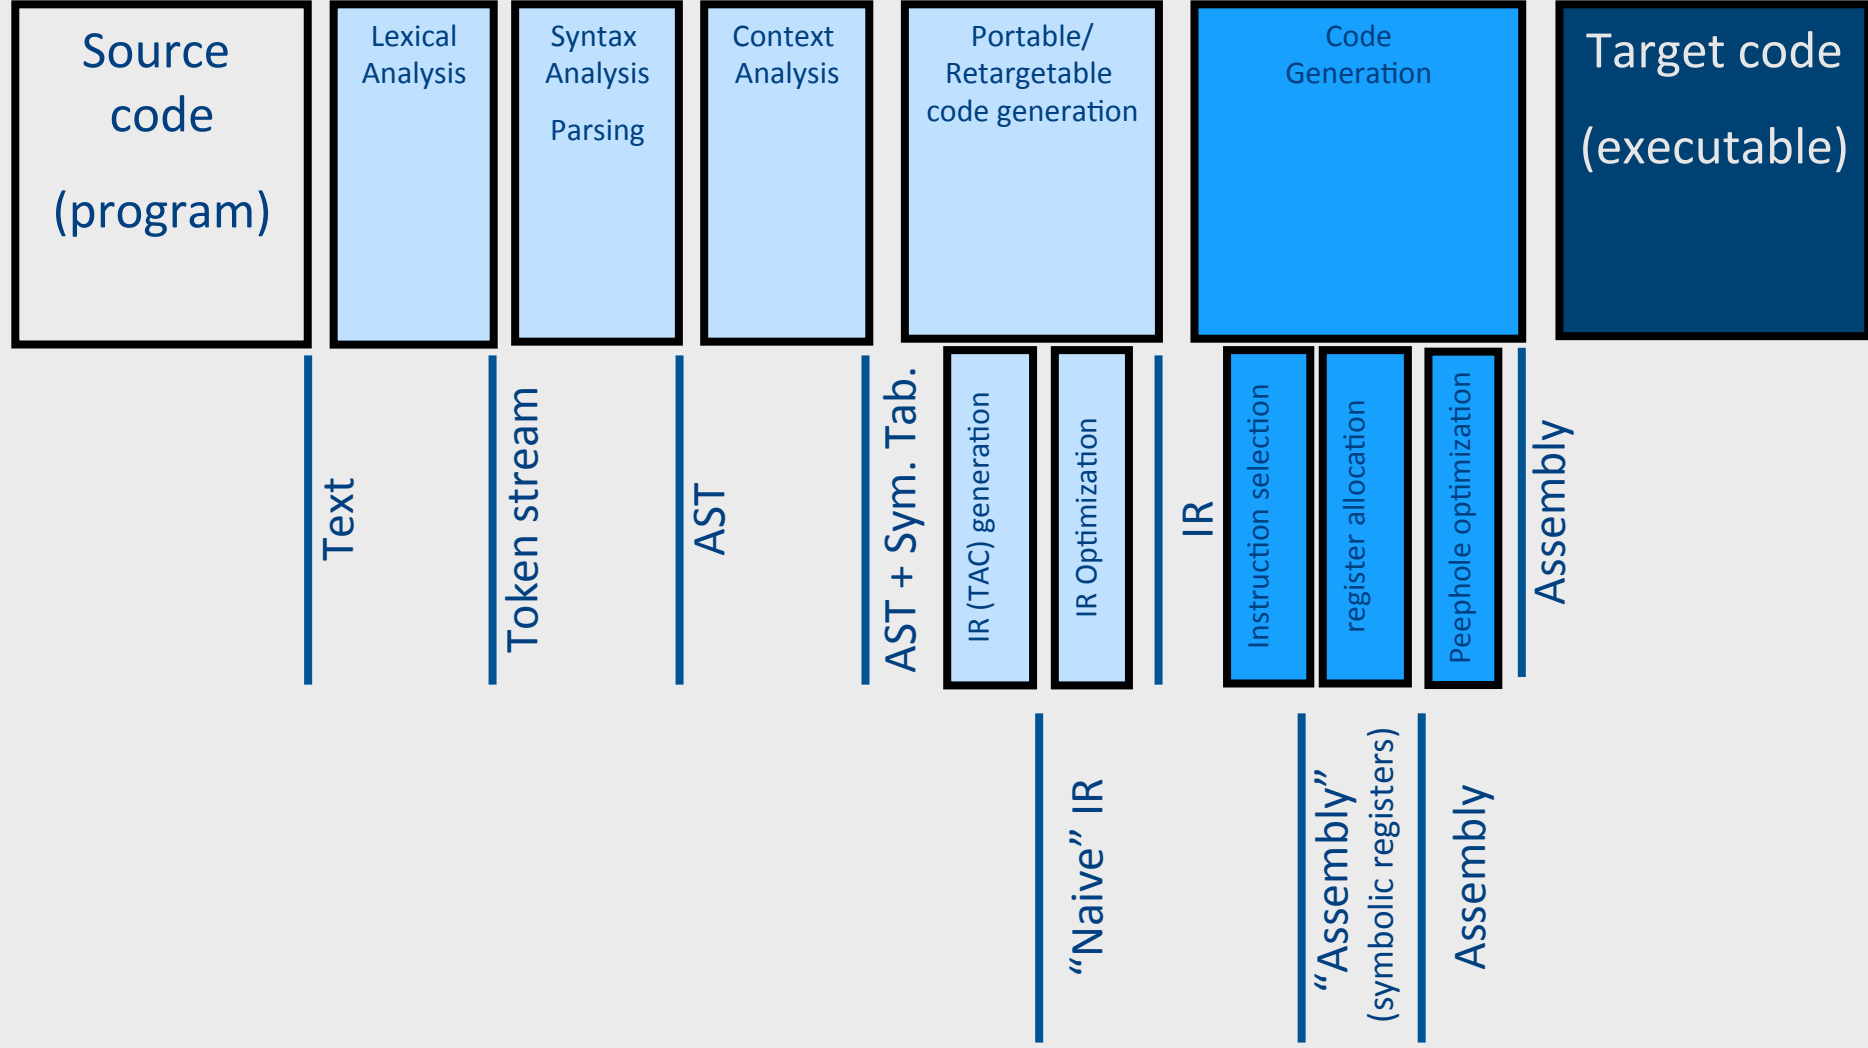 Source
code
(program)
Lexical
Analysis
Syntax
Analysis
Parsing
Context
Analysis
Portable/
Retargetable
code generation
Code
Generation
Target code
(executable)
Text
Token stream
AST
AST + Sym. Tab.
IR (TAC) generation
IR Optimization
IR
Instruction selection
register allocation
Peephole optimization
Assembly
“Naive” IR
“Assembly”
(symbolic registers)
Assembly